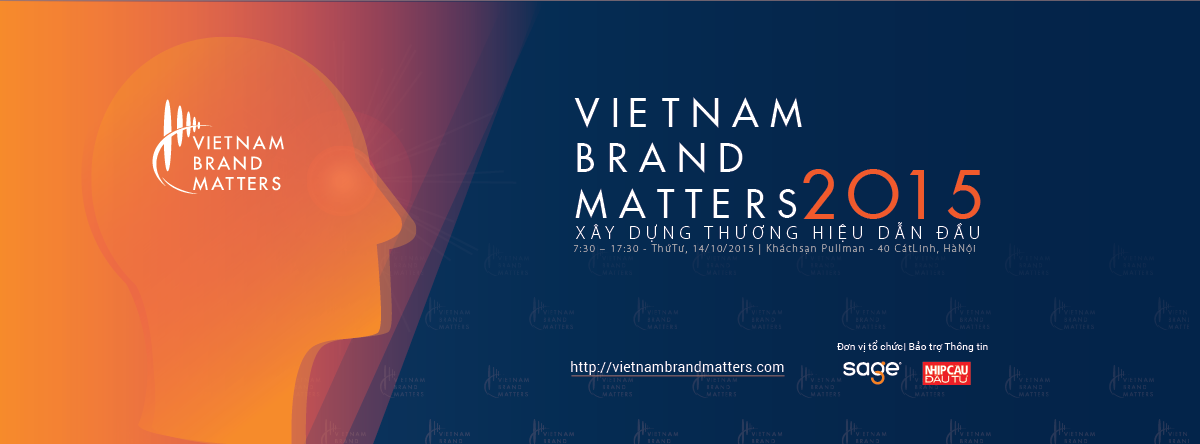 VIETNAM
BRAND
MATTERS
VIETNAM
BRAND
MATTERS 2015
XÂY DỰNG THƯƠNG HIỆU DẪN ĐẦU
7:30 – 17:30 - ThứTư, 14/10/2015 | Kháchsạn Pullman - 40 CátLinh, HàNội
Đơn vị tổ chức| Bảo trợ Thông tin
http://vietnambrandmatters.com
sage
NHỊP CẦU
ĐẦU TƯ